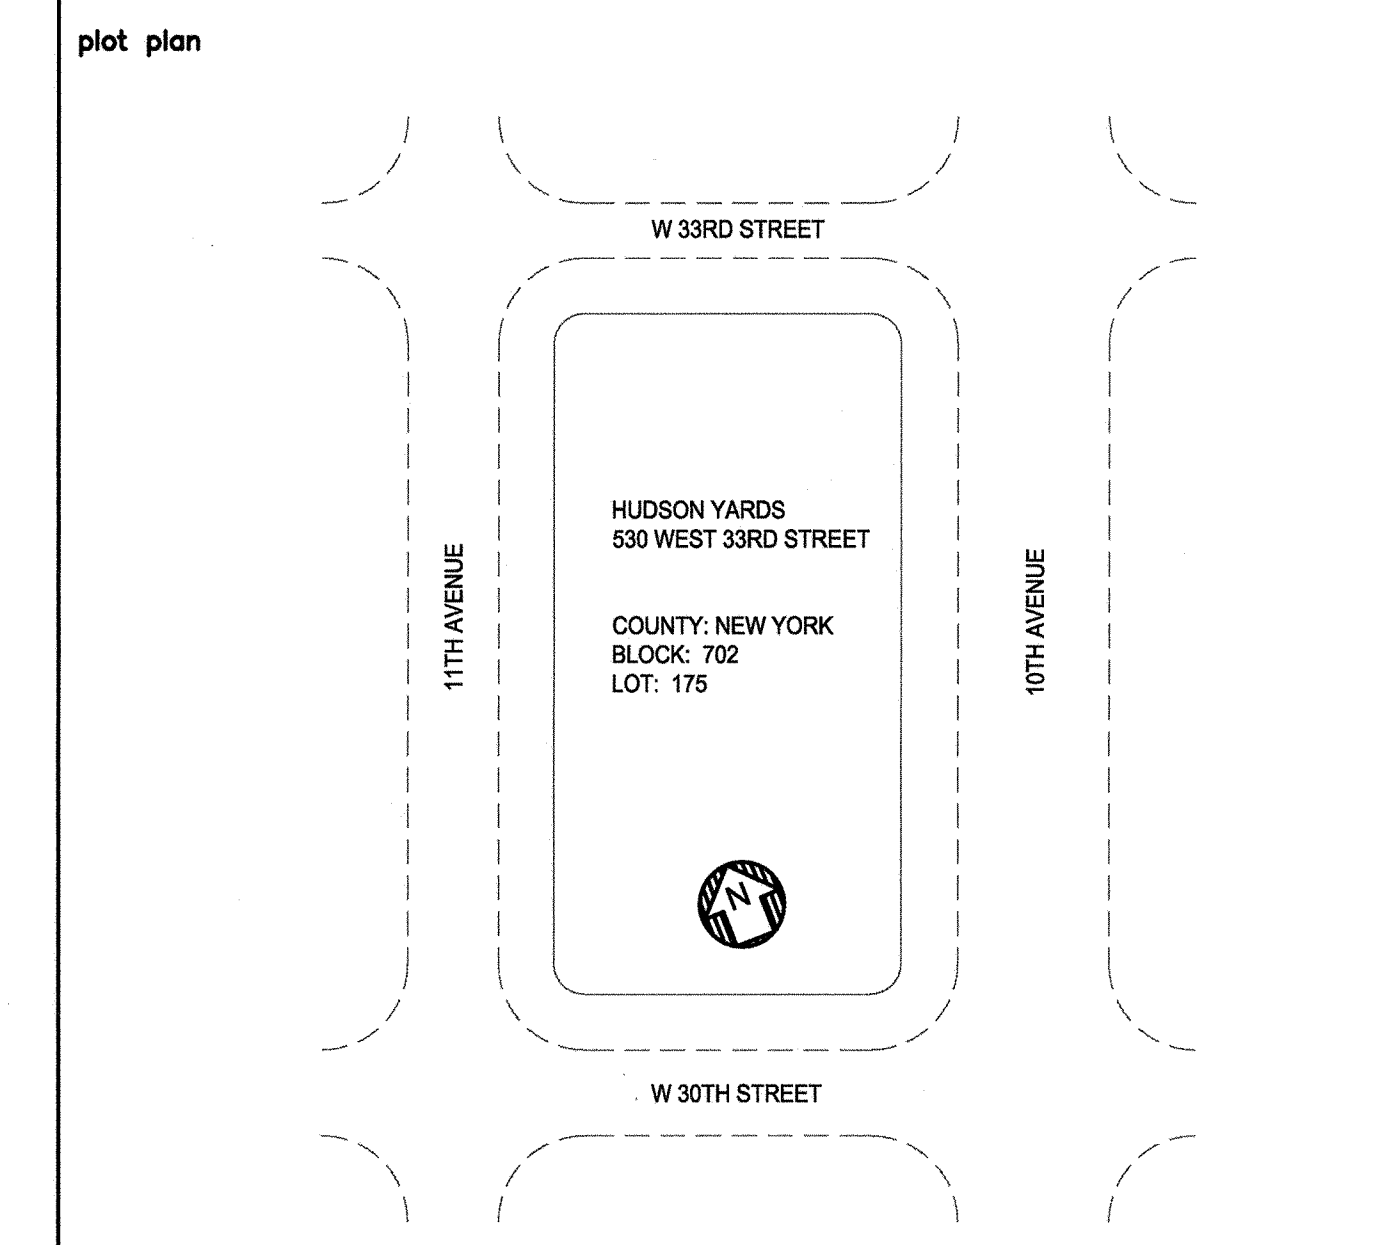 plot plan
W 33RD STREET
HUDSON YARDS
530 WEST 33RD STREET
11TH AVENUE
10TH AVENUE
COUNTY: NEW YORK
BLOCK: 702
LOT: 175
N
W 30TH STREET